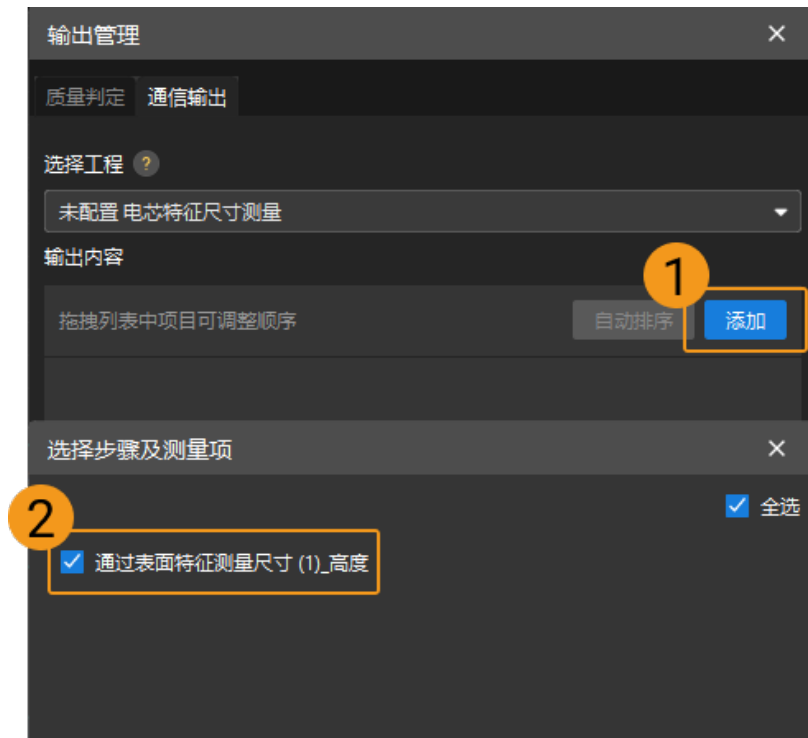 输出管理
质量判定 通信输出
选择工程 ?
未配置 电芯特征尺寸测量
输出内容
1
拖拽列表中项目可调整顺序 自动排序 添加
选择步骤及测量项
全选
2
通过表面特征测量尺寸 (1)_高度